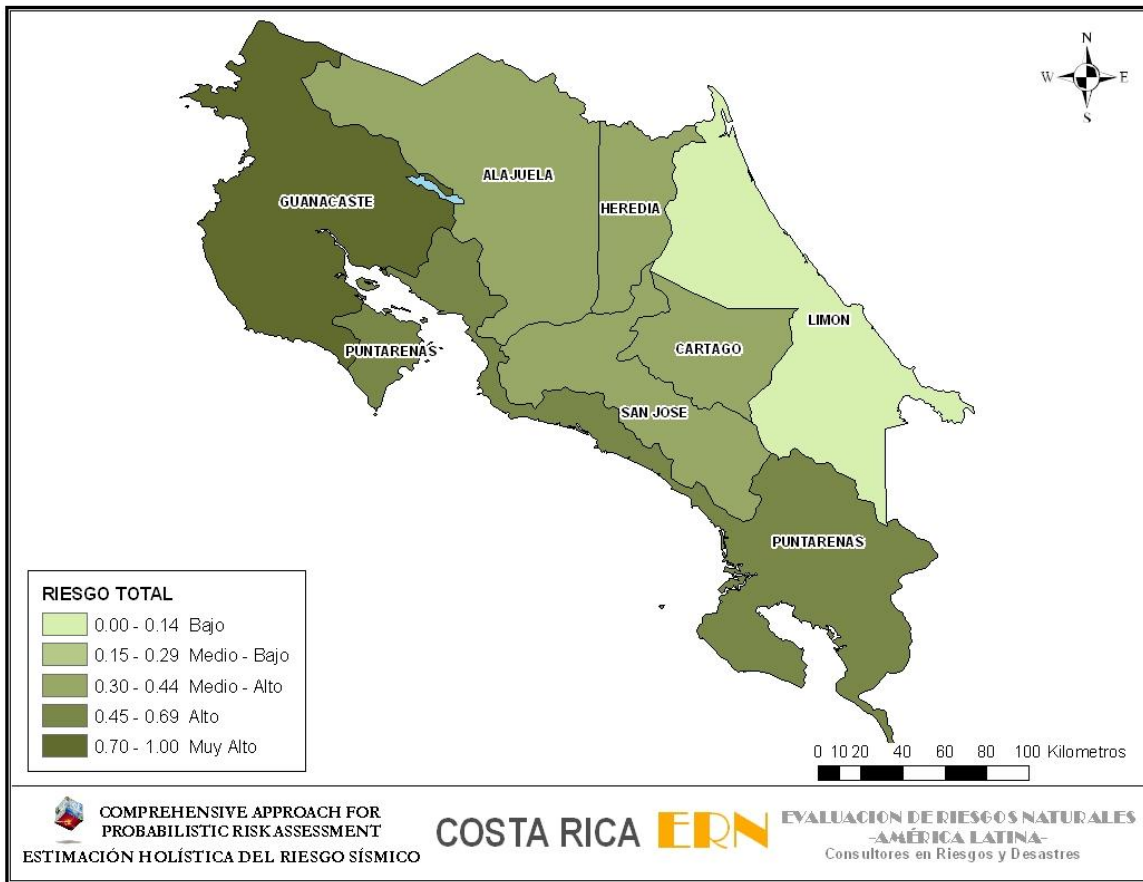 N
W E
S
ALAJUELA
HEREDIA
GUANACASTE
LIMON
CARTAGO
PUNTARENAS
SAN JOSE
PUNTARENAS
RIESGO TOTAL
0.00 - 0.14 Bajo
0.15 - 0.29 Medio - Bajo
0.30 - 0.44 Medio - Alto
0.45 - 0.69 Alto
0.70 - 1.00 Muy Alto
0 10 20 40 60 80 100 Kilometros
COMPREHENSIVE APPROACH FOR
PROBABILISTIC RISK ASSESSMENT
ESTIMACIÓN HOLÍSTICA DEL RIESGO SÍSMICO
COSTA RICA
ERN
EVALUACION DE RIESGOS NATURALES
-AMÉRICA LATINA-
Consultores en Riesgos y Desastres